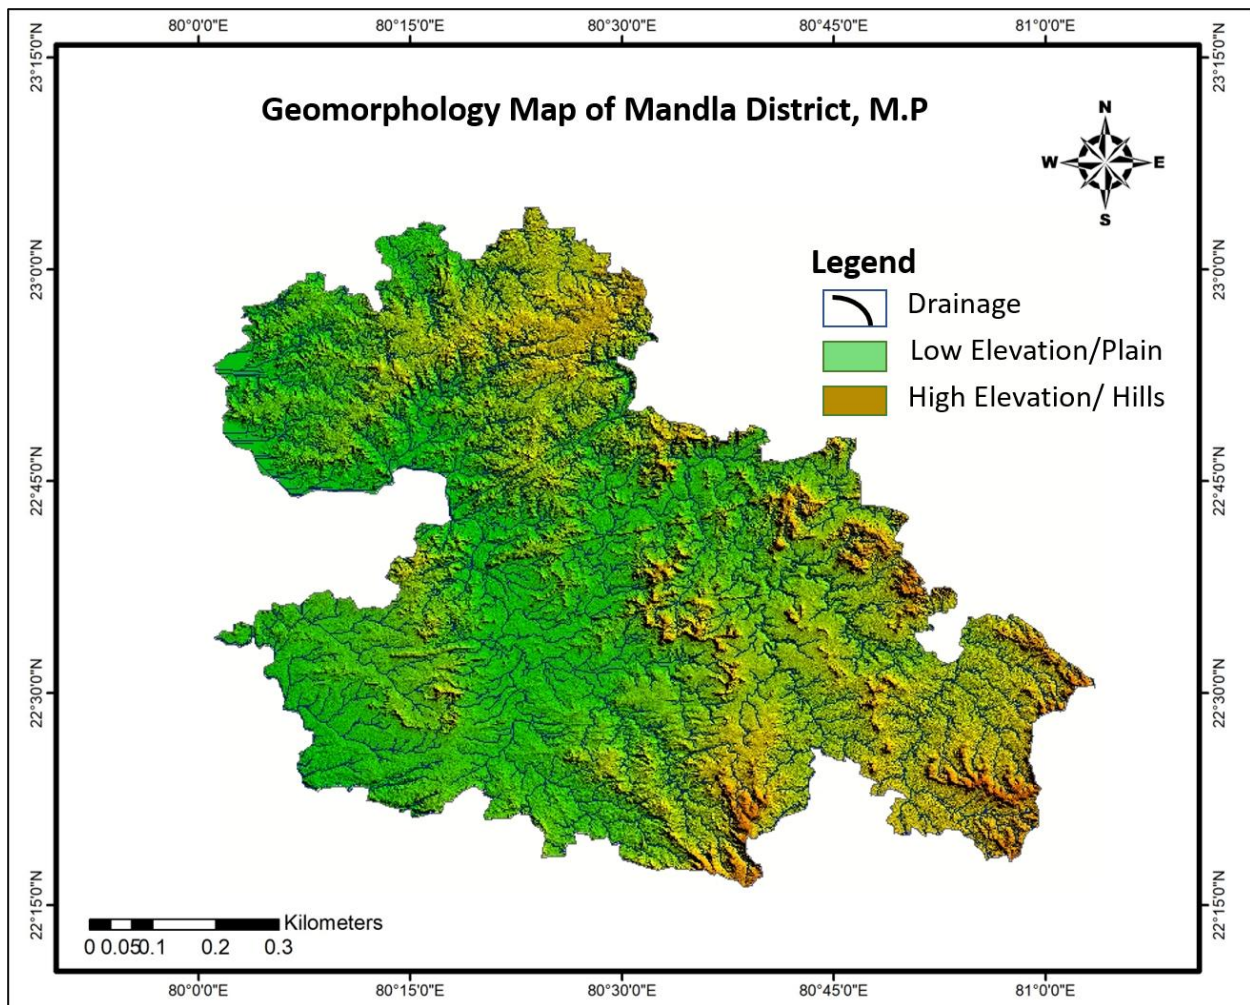 80°0'0"E 80°15'0"E 80°30'0"E 80°45'0"E 81°0'0"E
23°15'0"N 23°15'0"N
Geomorphology Map of Mandla District, M.P
N
W E
S
23°0'0"N 23°0'0"N
Legend
Drainage
Low Elevation/Plain
High Elevation/ Hills
22°45'0"N 22°45'0"N
22°30'0"N 22°30'0"N
22°15'0"N 22°15'0"N
Kilometers
0 0.050.1 0.2 0.3
80°0'0"E 80°15'0"E 80°30'0"E 80°45'0"E 81°0'0"E